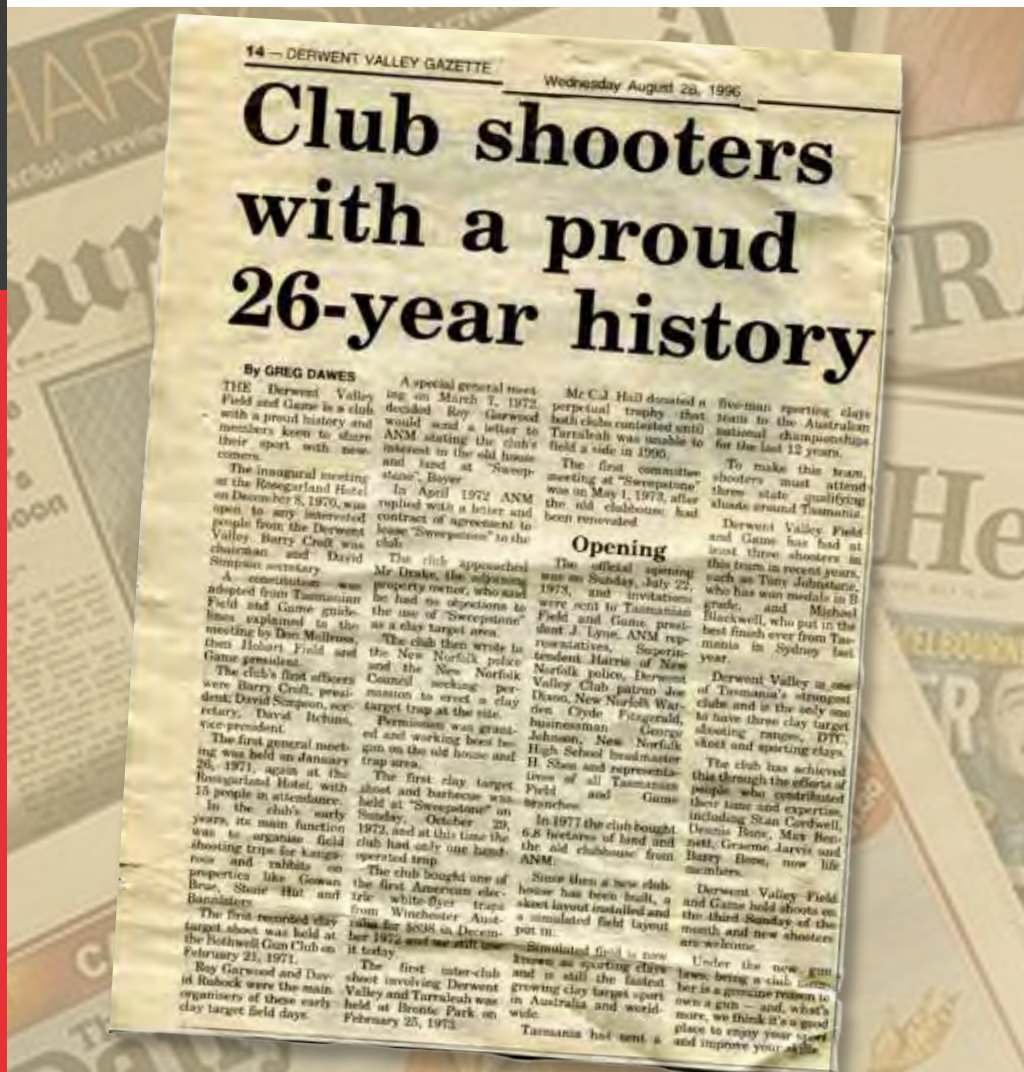 14 — DERWENT VALLEY GAZETTE
Wednesday August 28, 1996
Club shooters
with a proud
26-year history
By GREG DAWES
THE Derwent Valley
Field and Game is a club
with a proud history and
members keen to share
their sport with new-
comers.
The inaugural meeting
at the Rosegarland Hotel
on December 8, 1970, was
open to any interested
people from the Derwent
Valley. Barry Croft was
chairman and David
Simpson secretary.
A constitution was
adopted from Tasmanian
Field and Game guide-
lines explained to the
meeting by Don
then Hobart Field and
Game president.
The club's first officers
were Barry Croft, presi-
dent; David Simpson, sec-
retary, David
vice-president.
The first general meet-
ing was held on January
26, 1971, again at the
Rosegarland Hotel, with
15 people in attendance.
In the club's early
years, its main function
was to organise field
shooting trips for kanga-
roos and rabbits on
properties like Gowan
Brae, Stone Hut and
Bannisters.
The first recorded clay
target shoot was held at
the Bothwell Gun Club on
February 21, 1971.
Roy Garwood and Dav-
id Rubock were the main
organisers of these early
clay target field days.
A special general meet-
ing on March 7, 1972,
decided Roy Garwood
would send a letter to
ANM stating the club's
interest in the old house
and land at "Sweep-
stone", Boyer.
In April 1972 ANM
replied with a letter and
contract of agreement to
lease "Sweepstone" to the
club.
The club approached
Mr Drake, the adjoining
property owner, who said
he had no objections to
the use of "Sweepstone"
as a clay target area.
The club then wrote to
the New Norfolk police
and the New Norfolk
Council seeking per-
mission to erect a clay
target trap at the site.
Permission was grant-
ed and working bees be-
gan on the old house and
trap area.
The first clay target
shoot and barbecue was
held at "Sweepstone" on
Sunday, October 29,
1972, and at this time the
club had only one hand-
operated trap.
The club bought one of
the first American elec-
tric white-flyer traps
from Winchester Aust-
ralia for $898 in Decem-
ber 1972 and we still use
it today.
The first inter-club
shoot involving Derwent
Valley and Tarraleah was
held at Bronte Park on
February 25, 1973.
Mr C.J. Hall donated a
perpetual trophy that
both clubs contested until
Tarraleah was unable to
field a side in 1995.
The first committee
meeting at "Sweepstone"
was on May 1, 1973, after
the old clubhouse had
been renovated.
Opening
The official opening
was on Sunday, July 22,
1973, and invitations
were sent to Tasmanian
Field and Game, presi-
dent J. Lyne, ANM rep-
resentatives, Superin-
tendent Harris of New
Norfolk police, Derwent
Valley Club patron Joe
Dixon, New Norfolk War-
den Clyde Fitzgerald,
businessman George
Johnson, New Norfolk
High School headmaster
H. Shea and representa-
tives of all Tasmanian
Field and Game
branches.
In 1977 the club bought
6.8 hectares of land and
the old clubhouse from
ANM.
Since then a new club-
house has been built, a
skeet layout installed and
a simulated field layout
put in.
Simulated field is now
known as sporting clays
and is still the fastest
growing clay target sport
in Australia and world-
wide.
Tasmania has sent a
five-man sporting clays
team to the Australian
national championships
for the last 12 years.
To make this team,
shooters must attend
three state qualifying
shoots around Tasmania.
Derwent Valley Field
and Game has had at
least three shooters in
this team in recent years,
such as Tony Johnstone,
who has won medals in B
grade, and Michael
Blackwell, who put in the
best finish ever from Tas-
mania in Sydney last
year.
Derwent Valley is one
of Tasmania's strongest
clubs and is the only one
to have three clay target
shooting ranges, DTC,
skeet and sporting clays.
The club has achieved
this through the efforts of
people who contributed
their time and expertise,
including Stan Cordwell,
Dennis Bone, Max Ben-
nett, Graeme Jarvis and
Barry Bone, now life
members.
Derwent Valley Field
and Game hold shoots on
the third Sunday of the
month and new shooters
are welcome.
Under the new gun
laws, being a club mem-
ber is a genuine reason to
own a gun — and, what's
more, we think it's a good
place to enjoy your sport
and improve your skills.